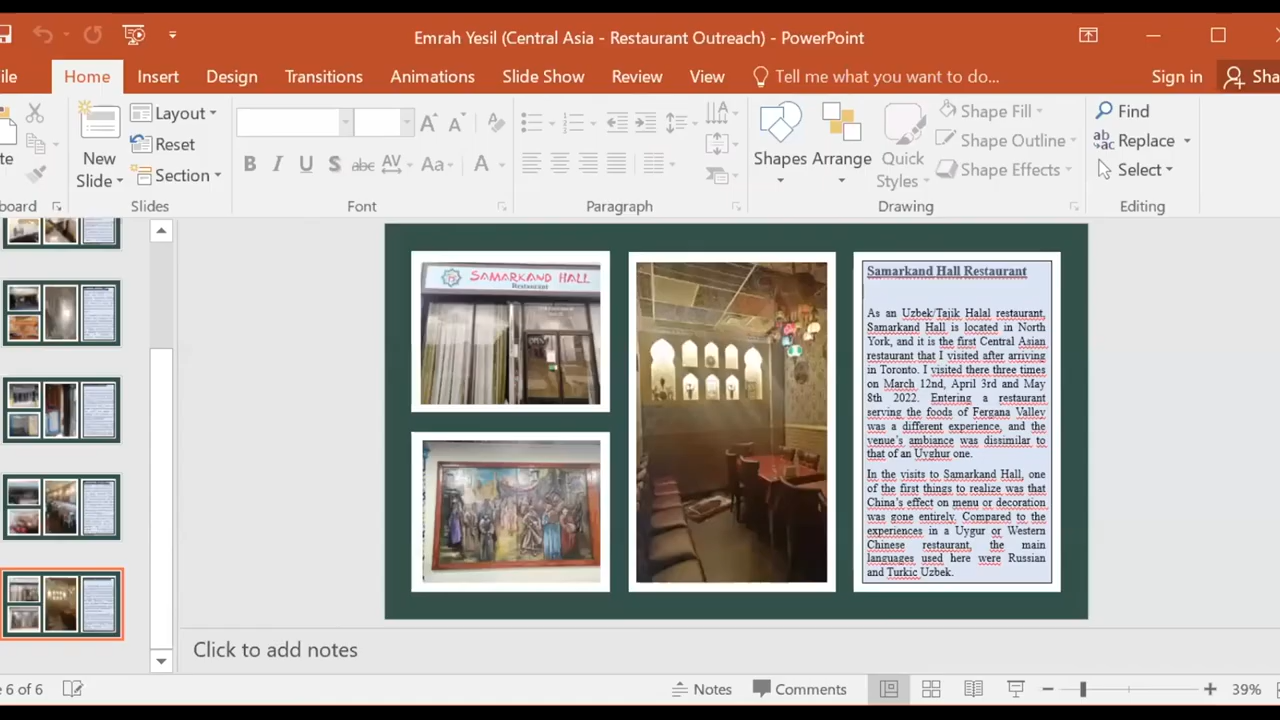 Emrah Yesil (Central Asia - Restaurant Outreach) - PowerPoint
ile Home Insert Design Transitions Animations Slide Show Review View Tell me what you want to do... Sign in Sha
Layout
Reset
Section
New
Slide
te
Shapes Arrange Quick
Styles
Shape Fill
Shape Outline
Shape Effects
Find
Replace
Select
board Slides Font Paragraph Drawing Editing
SAMARKAND HALL
Restaurant
Samarkand Hall Restaurant
As an Uzbek/Tajik Halal restaurant,
Samarkand Hall is located in North
York, and it is the first Central Asian
restaurant that I visited after arriving
in Toronto. I visited there three times
on March 12nd, April 3rd and May
8th 2022. Entering a restaurant
serving the foods of Fergana Valley
was a different experience, and the
venue's ambiance was dissimilar to
that of an Uyghur one.
In the visits to Samarkand Hall, one
of the first things to realize was that
China's effect on menu or decoration
was gone entirely. Compared to the
experiences in a Uygur or Western
Chinese restaurant, the main
languages used here were Russian
and Turkic Uzbek.
Click to add notes
e 6 of 6 Notes Comments 39%